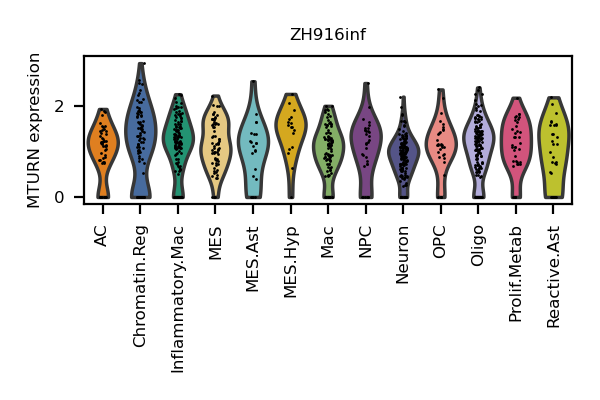 ZH916inf
MTURN expression
2
0
AC
Chromatin.Reg
Inflammatory.Mac
MES
MES.Ast
MES.Hyp
Mac
NPC
Neuron
OPC
Oligo
Prolif.Metab
Reactive.Ast